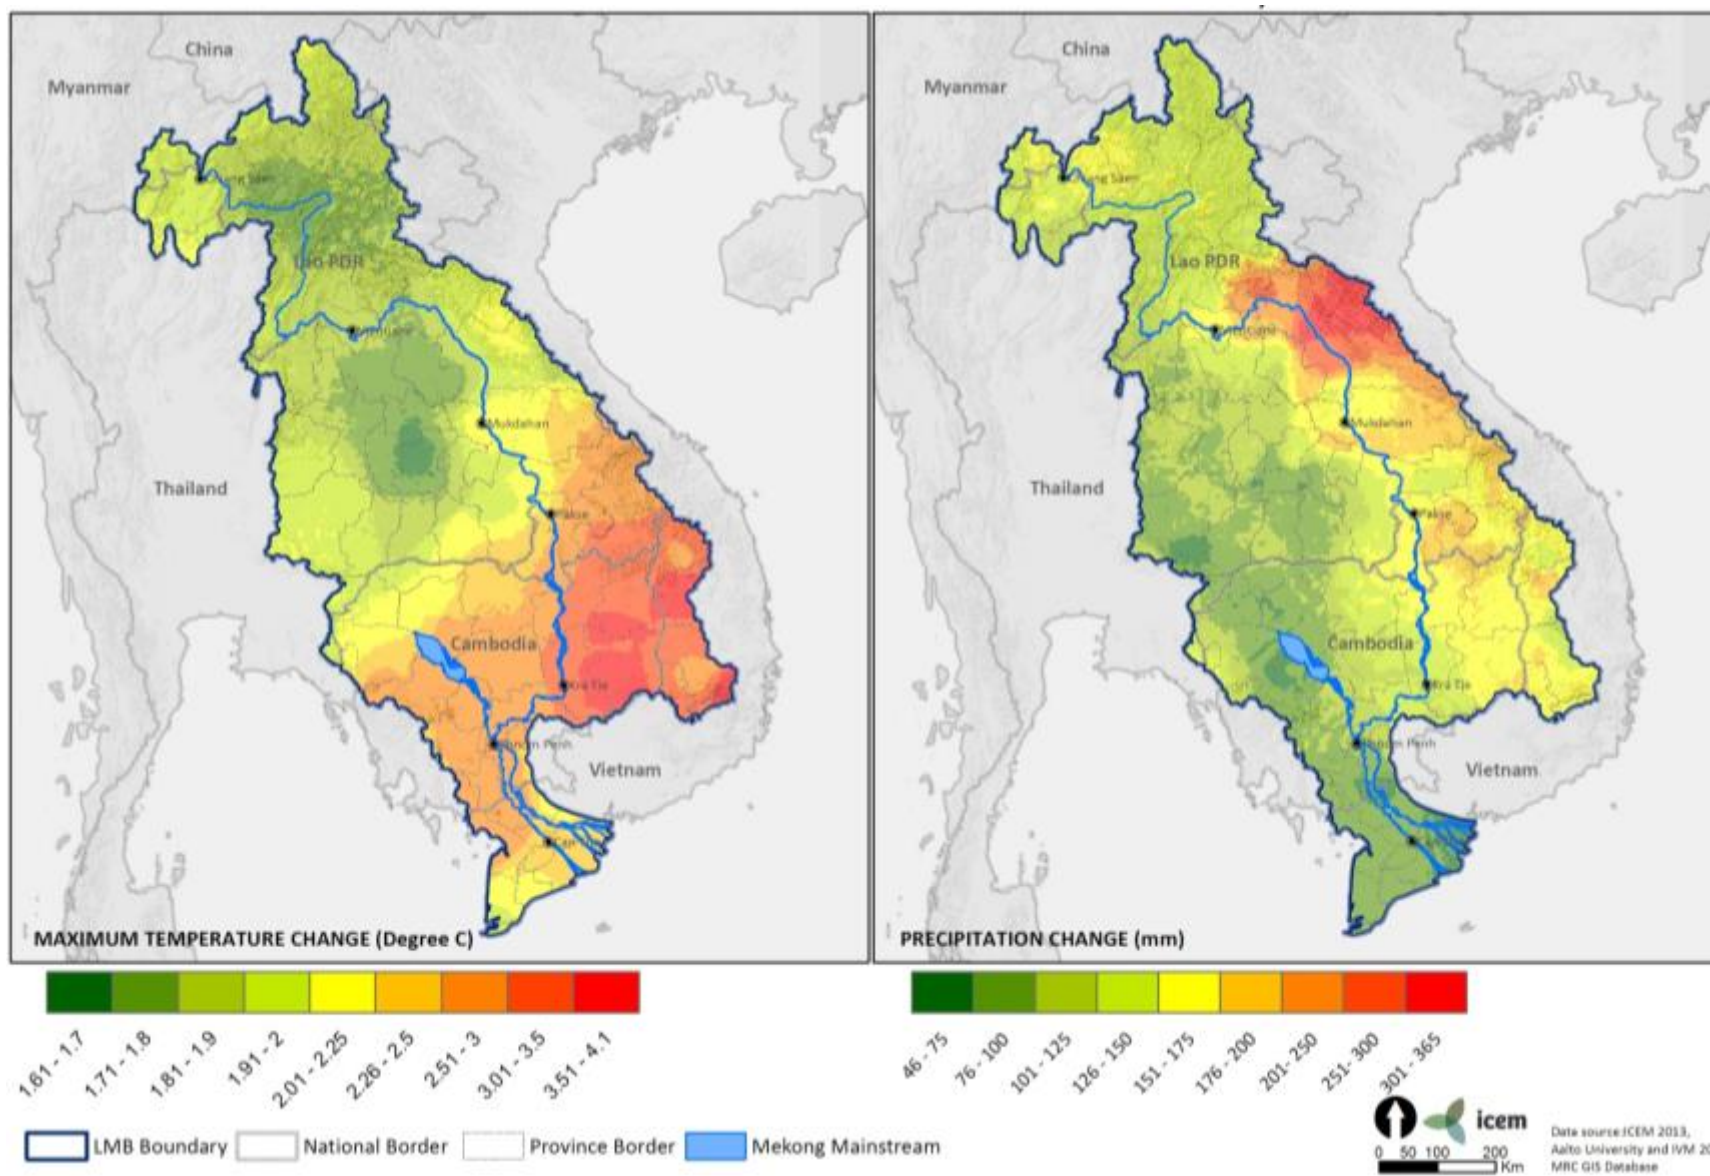 China
Myanmar
Lao PDR
Mukdahan
Thailand
Pakse
Cambodia
Kra Tie
Phnom Penh
Vietnam
MAXIMUM TEMPERATURE CHANGE (Degree C)
1.61 - 1.7
1.71 - 1.8
1.81 - 1.9
1.91 - 2
2.01 - 2.25
2.26 - 2.5
2.51 - 3
3.01 - 3.5
3.51 - 4.1
China
Myanmar
Lao PDR
Mukdahan
Thailand
Pakse
Cambodia
Kra Tie
Phnom Penh
Vietnam
PRECIPITATION CHANGE (mm)
46 - 75
76 - 100
101 - 125
126 - 150
151 - 175
176 - 200
201- 250
251 - 300
301 - 365
LMB Boundary
National Border
Province Border
Mekong Mainstream
icem
0 50 100 200
Km
Data source:ICEM 2013,
Aalto University and IVM 20
MRC GIS Database